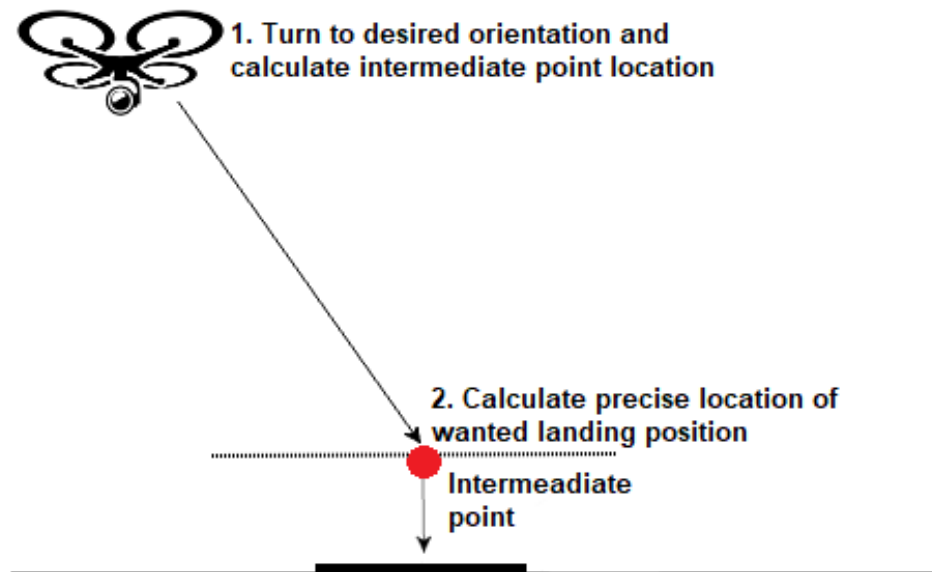 1. Turn to desired orientation and
calculate intermediate point location
2. Calculate precise location of
wanted landing position
Intermeadiate
point